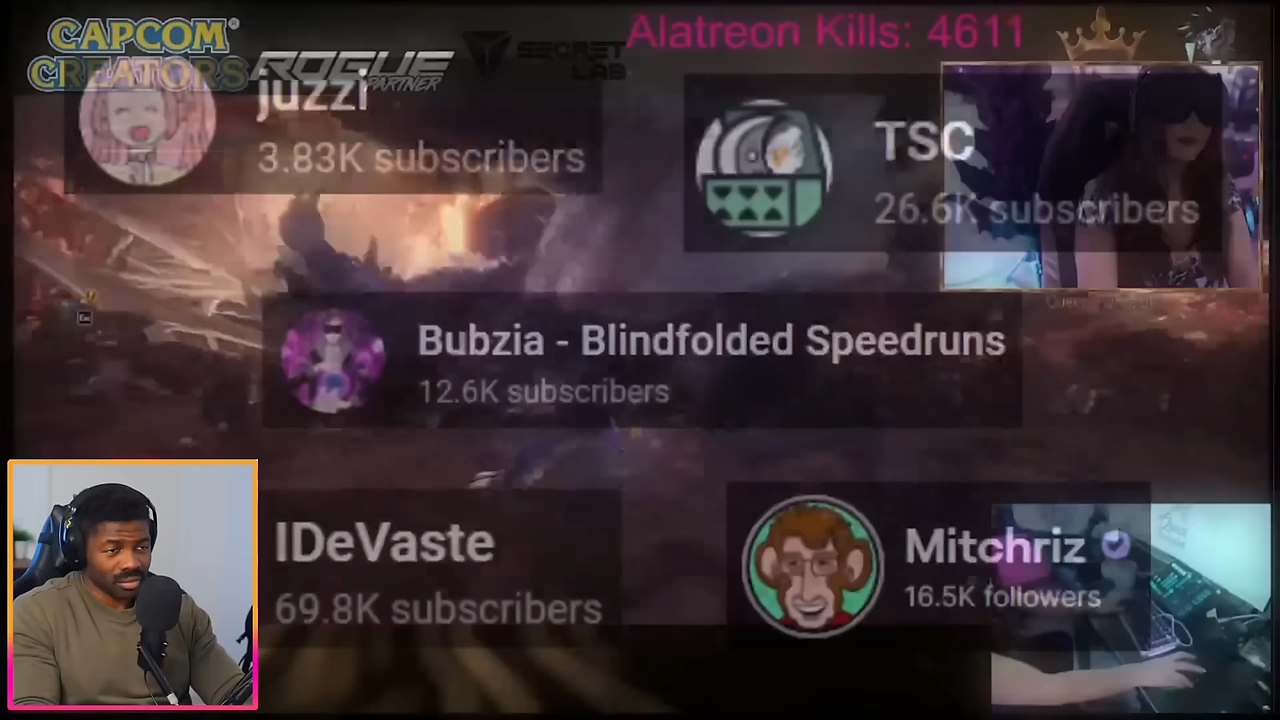 CAPCOM
CREATORS
ROGUE
PARTNER
SECRET
LAB
Alatreon Kills: 4611
juzzi
3.83K subscribers
TSC
26.6K subscribers
Bubzia - Blindfolded Speedruns
12.6K subscribers
IDeVaste
69.8K subscribers
Mitchriz
16.5K followers